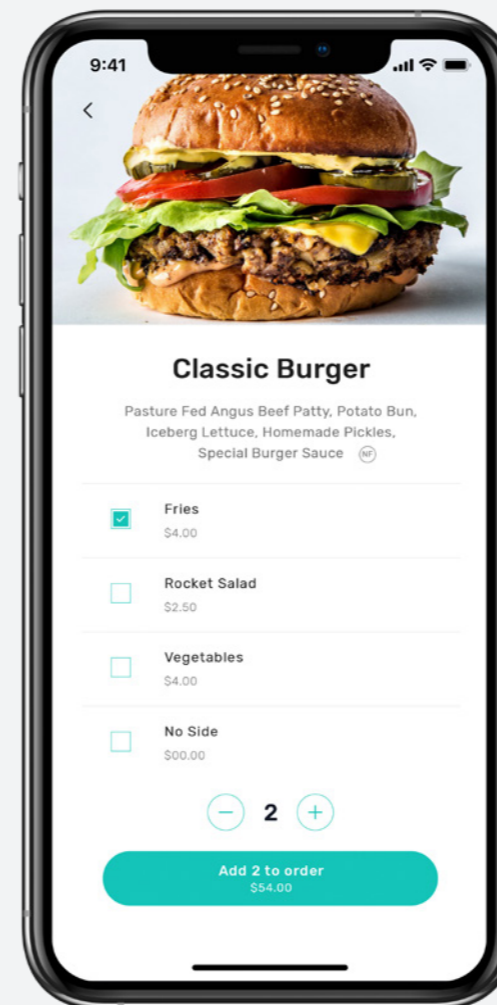 9:41
Classic Burger
Pasture Fed Angus Beef Patty, Potato Bun,
Iceberg Lettuce, Homemade Pickles,
Special Burger Sauce NF
Fries
$4.00
Rocket Salad
$2.50
Vegetables
$4.00
No Side
$00.00
2
Add 2 to order
$54.00